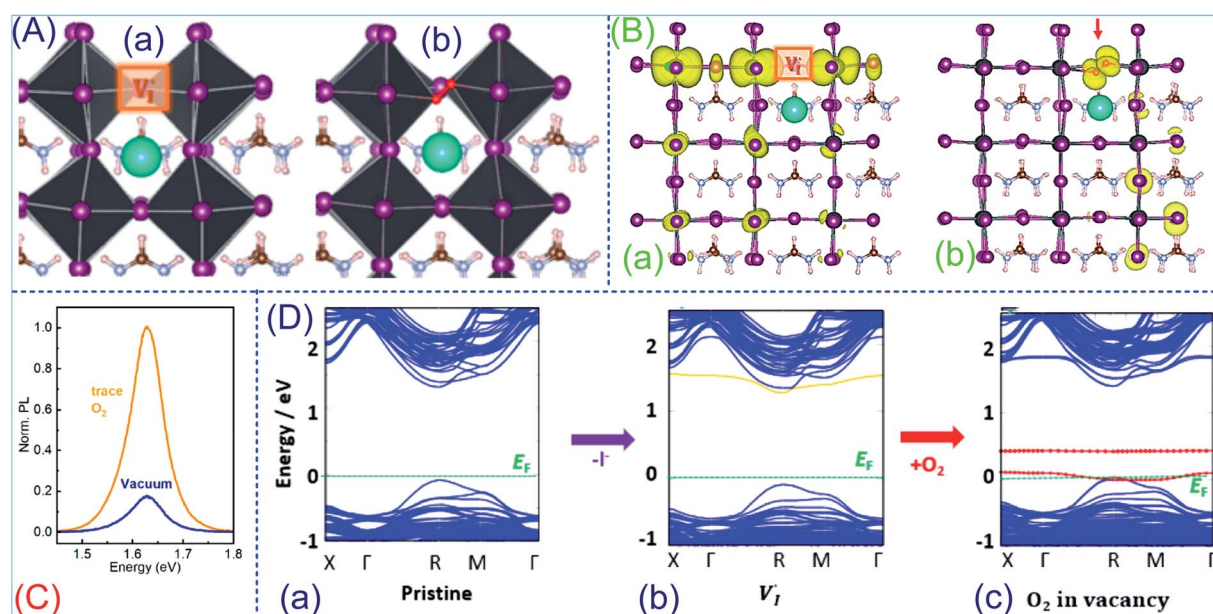 (A)
(a)
(b)
V_I^.
(B)
V_I^.
(a)
(b)
(C)
Norm. PL
1.0
0.8
0.6
0.4
0.2
0.0
trace
O₂
Vacuum
1.5 1.6 1.7 1.8
Energy (eV)
(D)
Energy / eV
2
1
0
-1
E_F
X Γ R M Γ
(a)
Pristine
-I⁻
2
1
0
-1
E_F
X Γ R M Γ
(b)
V_I^.
+O₂
2
1
0
-1
E_F
X Γ R M Γ
(c)
O₂ in vacancy